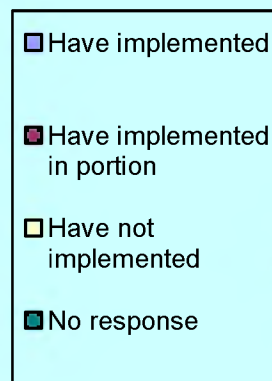 Have implemented
Have implemented
in portion
Have not
implemented
No response